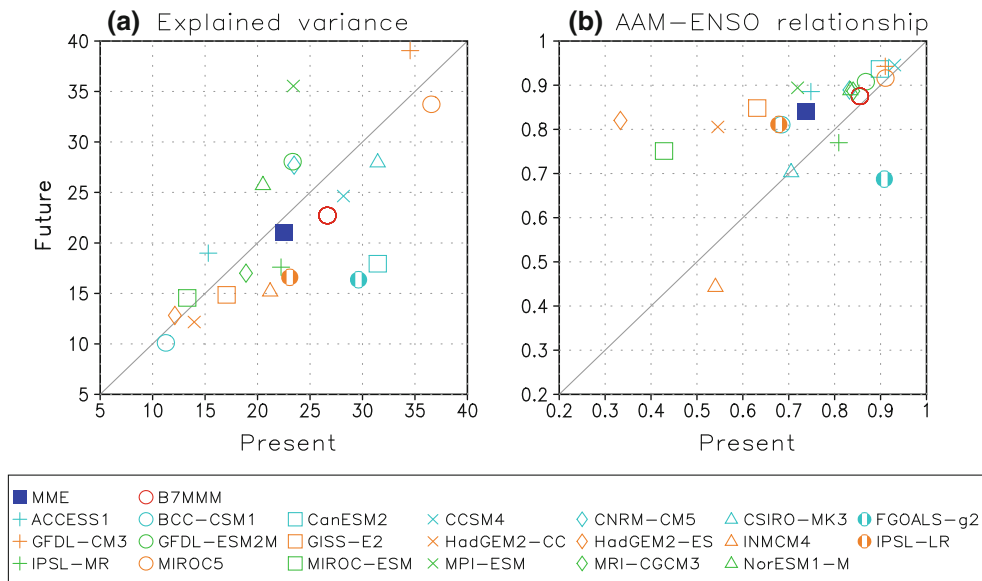 (a) Explained variance
(b) AAM-ENSO relationship
40
35
30
25
20
15
10
5
Future
5 10 15 20 25 30 35 40
Present
1
0.9
0.8
0.7
0.6
0.5
0.4
0.3
0.2
0.2 0.3 0.4 0.5 0.6 0.7 0.8 0.9 1
Present
MME B7MMM
ACCESS1 BCC-CSM1 CanESM2 CCSM4 CNRM-CM5 CSIRO-MK3 FGOALS-g2
GFDL-CM3 GFDL-ESM2M GISS-E2 HadGEM2-CC HadGEM2-ES INMCM4 IPSL-LR
IPSL-MR MIROC5 MIROC-ESM MPI-ESM MRI-CGCM3 NorESM1-M